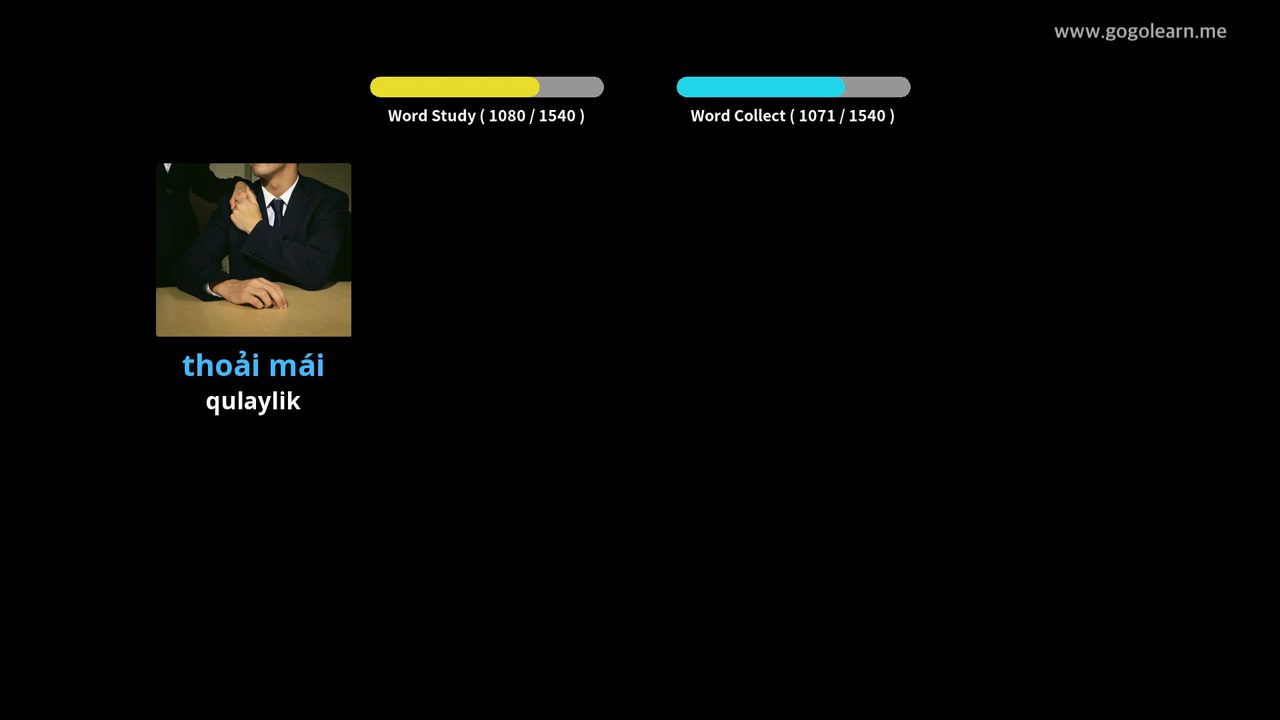 www.gogolearn.me
Word Study ( 1080 / 1540 )
Word Collect ( 1071 / 1540 )
thoải mái
qulaylik